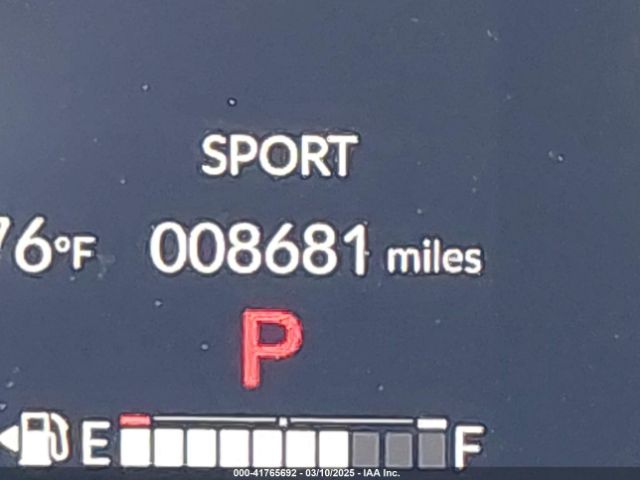 SPORT
76°F 008681 miles
P
E F
000-41765692 - 03/10/2025 - IAA Inc.